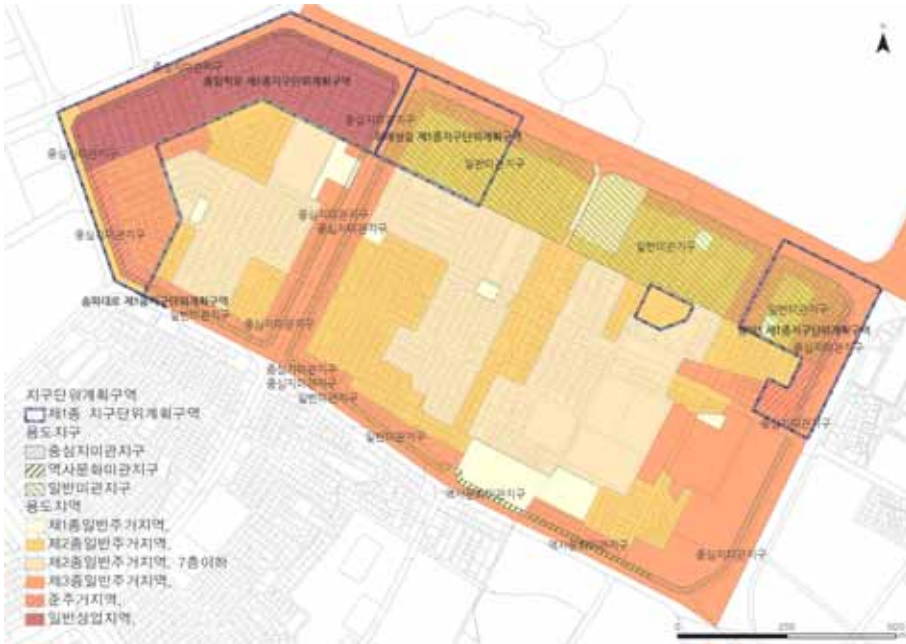 중심지미관지구
중심지미관지구
제1종지구단위계획구역
일반미관지구
중심지미관지구
중심지미관지구
중심지미관지구
중심지미관지구
일반미관지구
일반미관지구
제1종지구단위계획구역
중심지미관지구
송파대로 제1종지구단위계획구역
일반미관지구
중심지미관지구
중심지미관지구
중심지미관지구
일반미관지구
중심지미관지구
일반미관지구
역사문화미관지구
역사문화미관지구
중심지미관지구
지구단위계획구역
제1종 지구단위계획구역
용도지구
중심지미관지구
역사문화미관지구
일반미관지구
용도지역
제1종일반주거지역.
제2종일반주거지역.
제2종일반주거지역. 7층이하
제3종일반주거지역.
준주거지역.
일반상업지역.
0 250 500